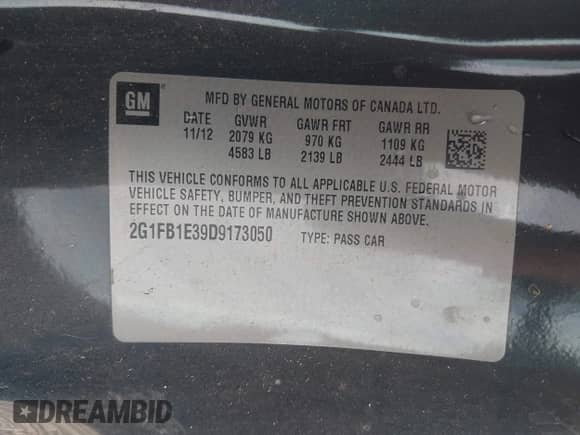 GM
MFD BY GENERAL MOTORS OF CANADA LTD.
DATE GVWR GAWR FRT GAWR RR
11/12 2079 KG 970 KG 1109 KG
4583 LB 2139 LB 2444 LB
THIS VEHICLE CONFORMS TO ALL APPLICABLE U.S. FEDERAL MOTOR
VEHICLE SAFETY, BUMPER, AND THEFT PREVENTION STANDARDS IN
EFFECT ON THE DATE OF MANUFACTURE SHOWN ABOVE.
2G1FB1E39D9173050 TYPE: PASS CAR
DREAMBID